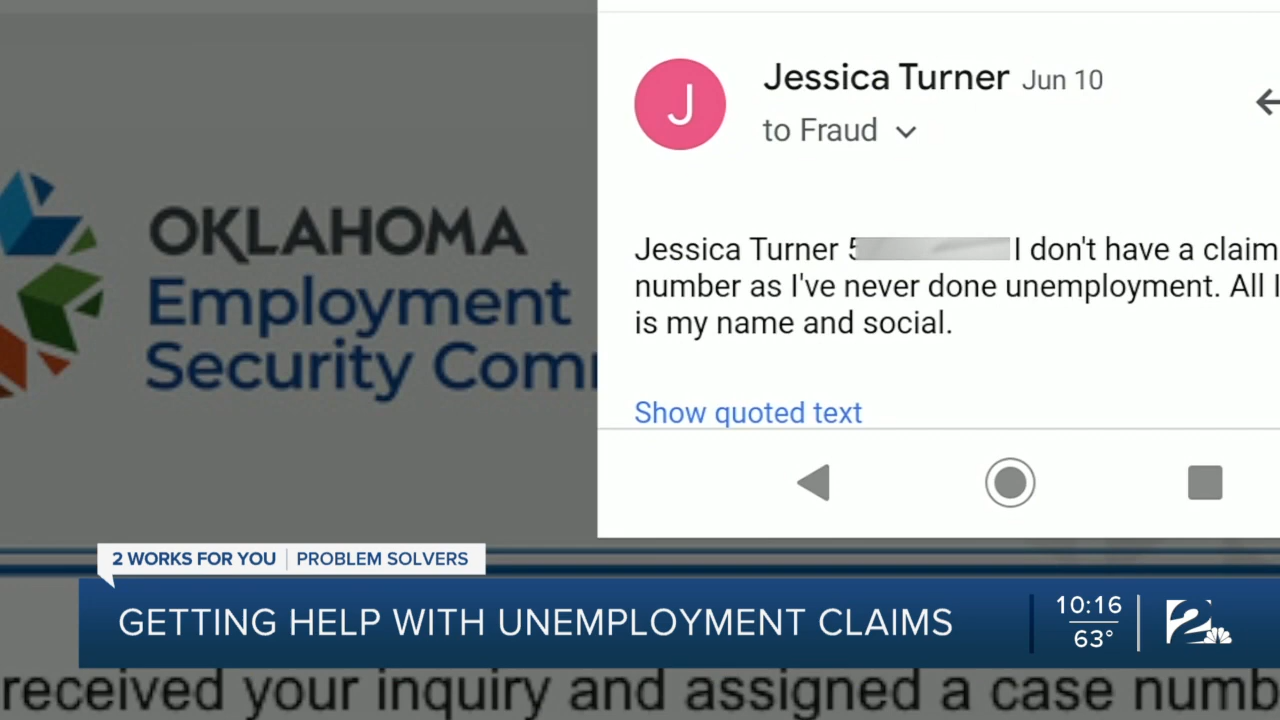 OKLAHOMA
Employment
Security Com
Jessica Turner Jun 10
to Fraud
J
Jessica Turner 5 I don't have a claim
number as I've never done unemployment. All I
is my name and social.
Show quoted text
2 WORKS FOR YOU | PROBLEM SOLVERS
GETTING HELP WITH UNEMPLOYMENT CLAIMS
10:16
63°
2
received your inquiry and assigned a case numb